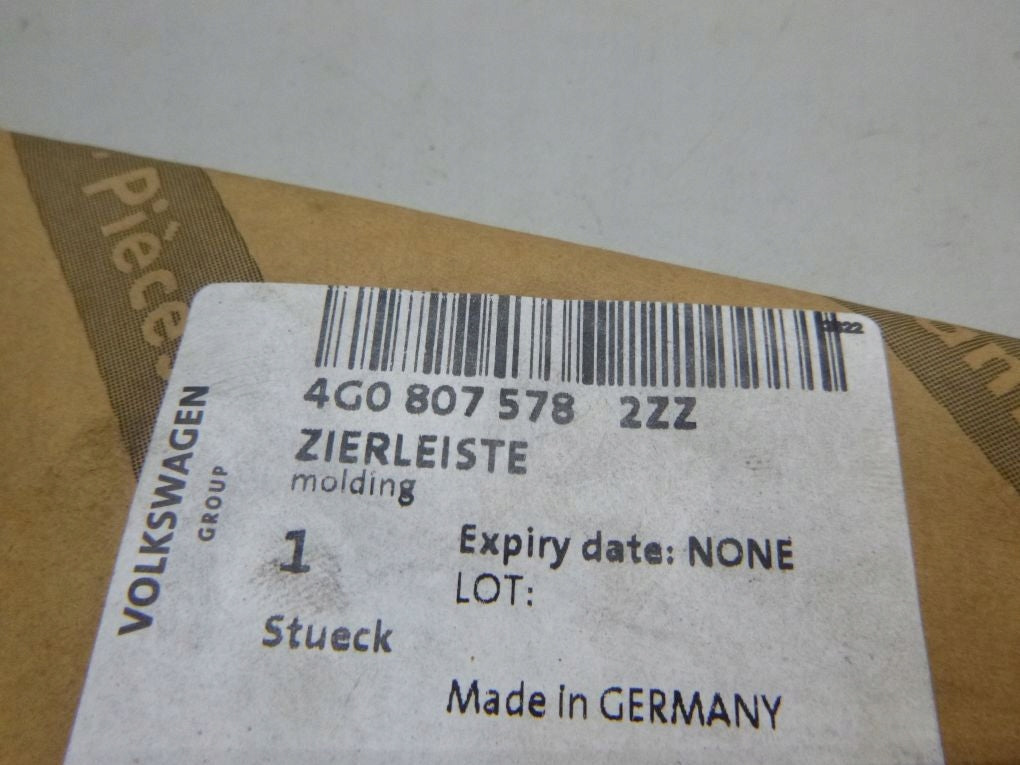 Pièces
4G0 807 578 2ZZ
ZIERLEISTE
molding
VOLKSWAGEN
GROUP
1
Stueck
Expiry date: NONE
LOT:
Made in GERMANY